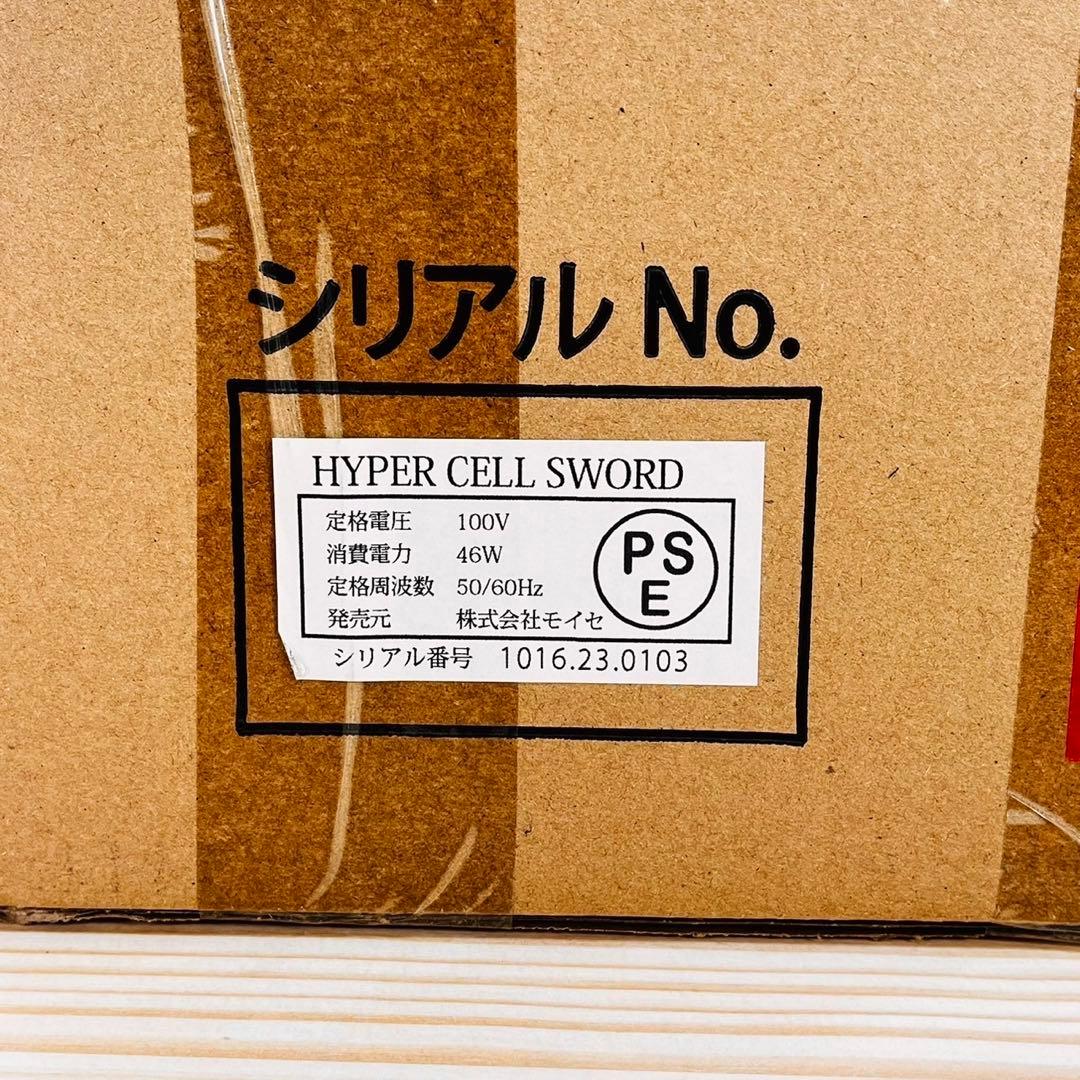 シリアル No.
HYPER CELL SWORD
定格電圧 100V
消費電力 46W
定格周波数 50/60Hz
発売元 株式会社モイセ
PS
E
シリアル番号 1016.23.0103